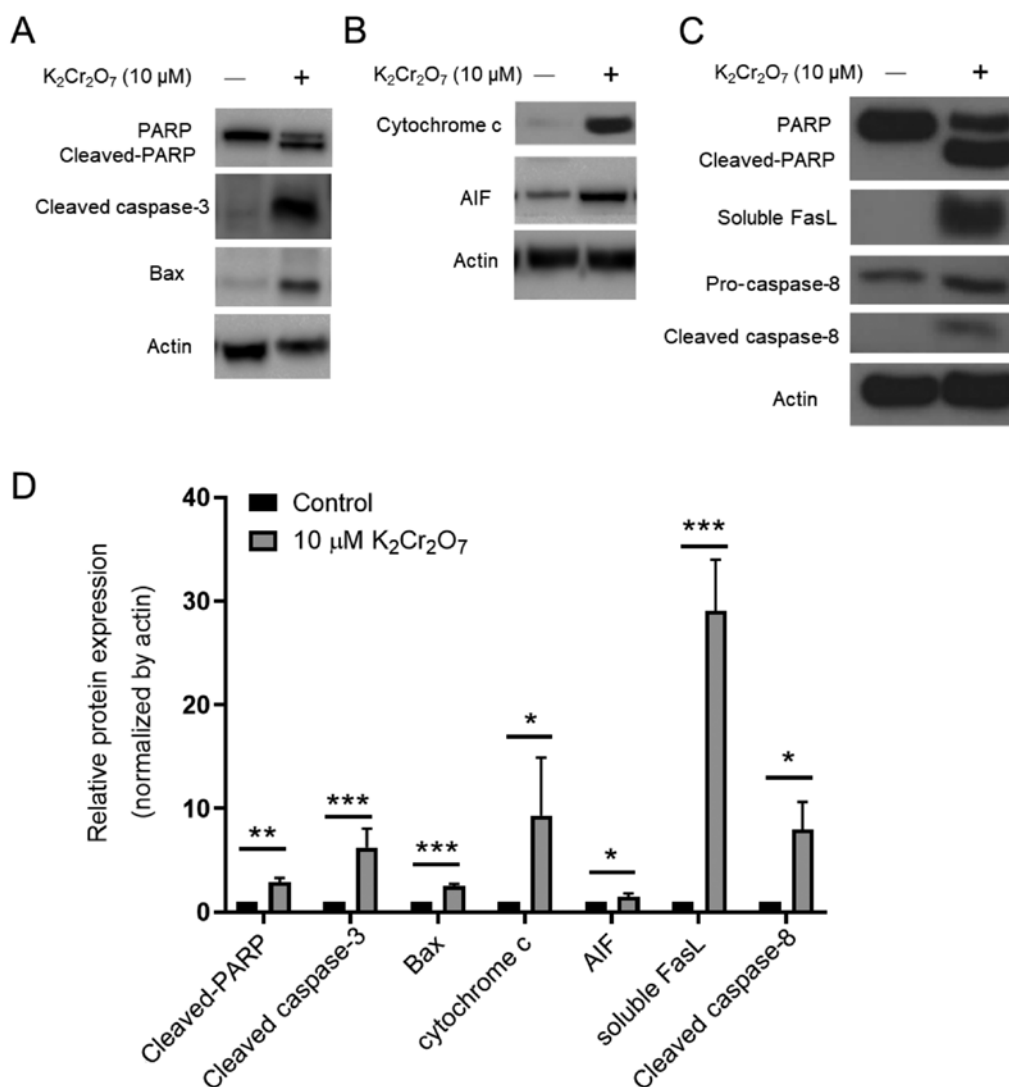 A
K₂Cr₂O₇ (10 µM) — +
PARP
Cleaved-PARP
Cleaved caspase-3
Bax
Actin
B
K₂Cr₂O₇ (10 µM) — +
Cytochrome c
AIF
Actin
C
K₂Cr₂O₇ (10 µM) — +
PARP
Cleaved-PARP
Soluble FasL
Pro-caspase-8
Cleaved caspase-8
Actin
D
Relative protein expression
(normalized by actin)
Control
10 µM K₂Cr₂O₇
40
30
20
10
0
**
***
***
*
*
***
*
Cleaved-PARP
Cleaved caspase-3
Bax
cytochrome c
AIF
soluble FasL
Cleaved caspase-8